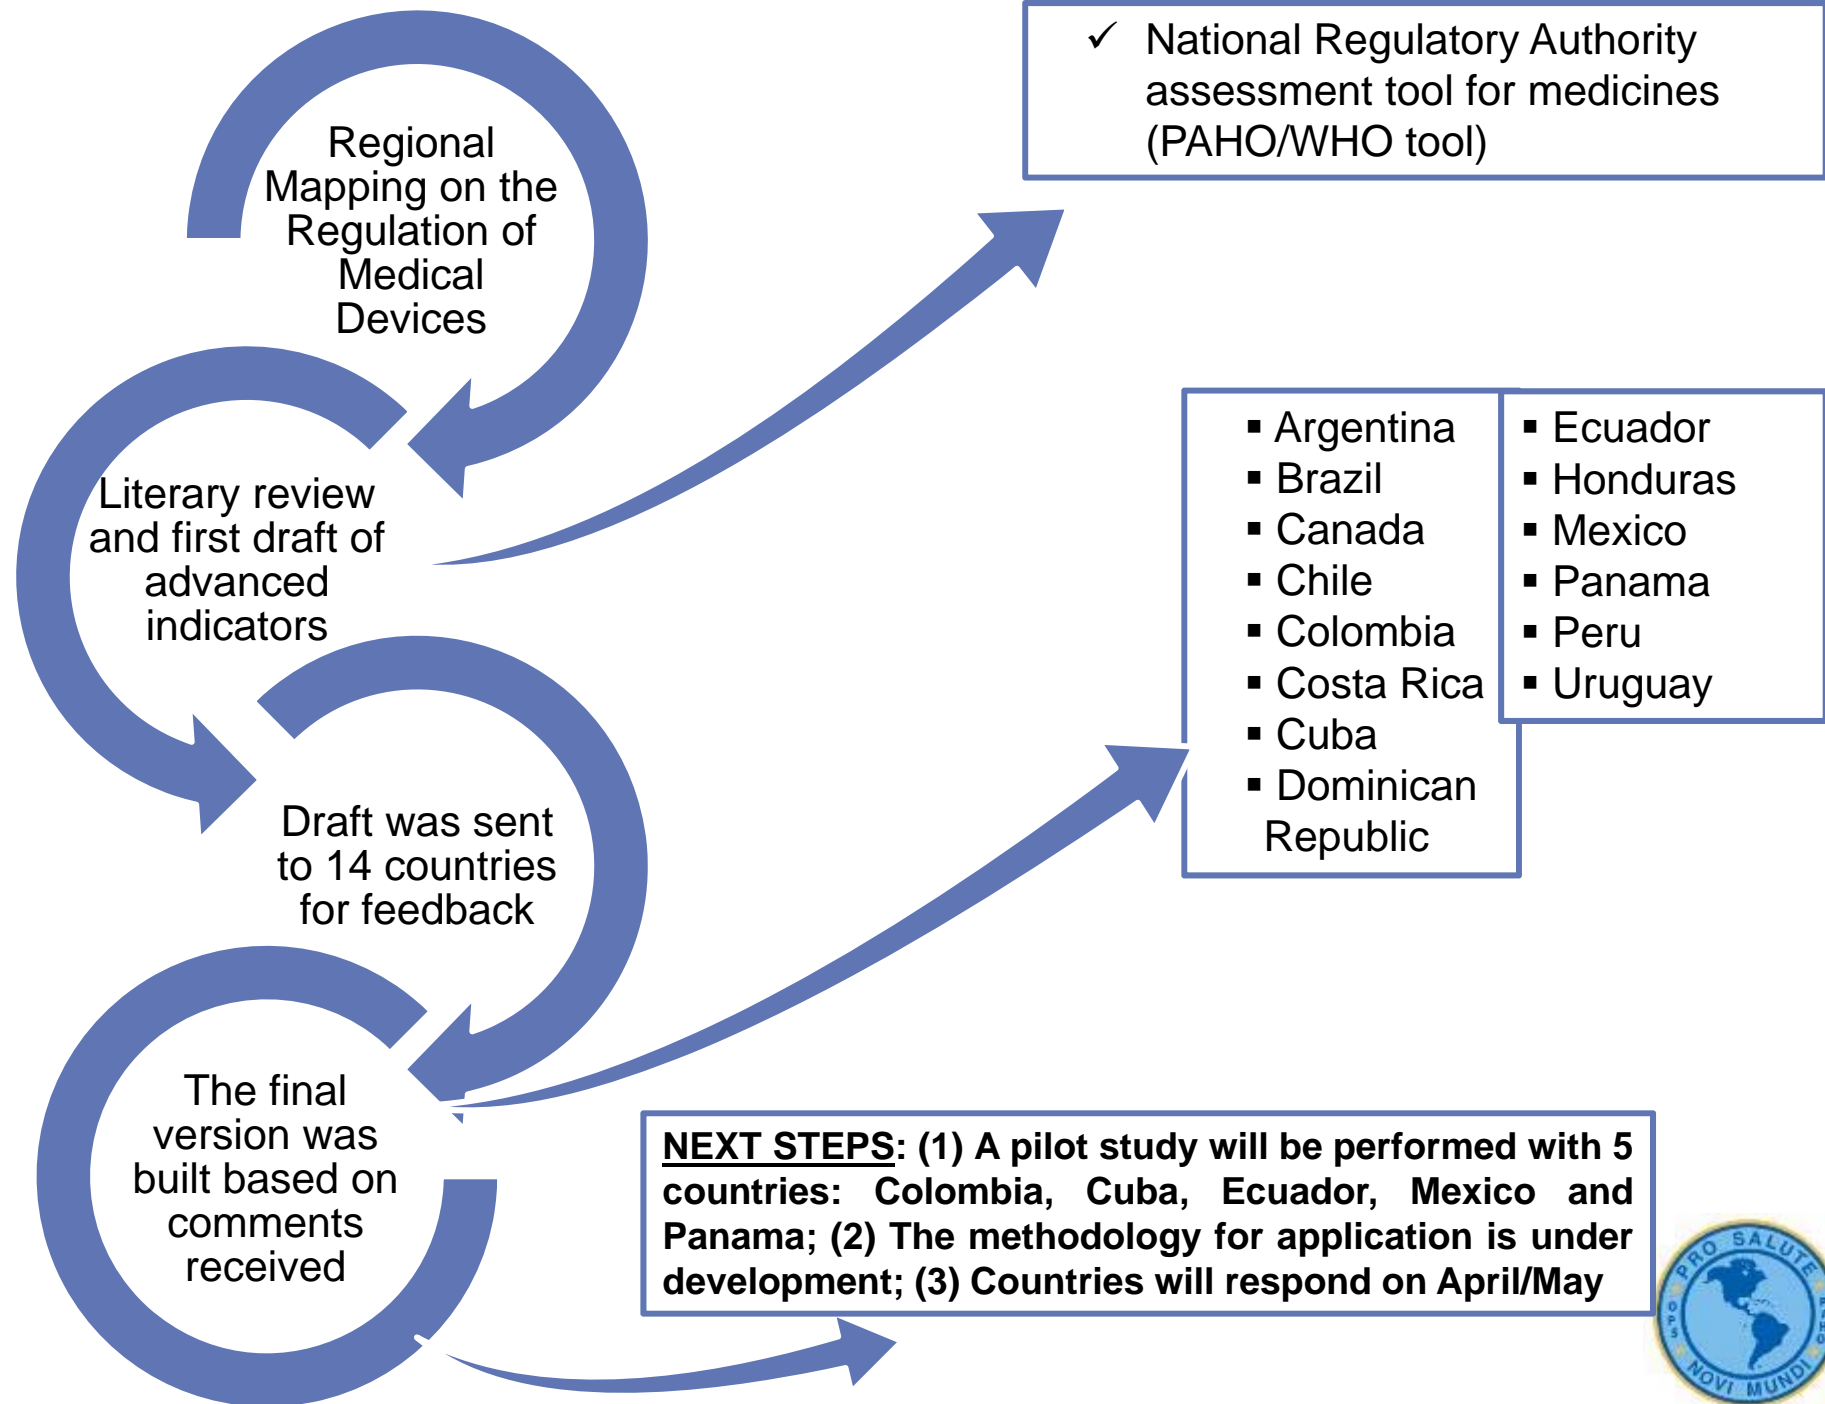 Regional
Mapping on the
Regulation of
Medical
Devices
✓ National Regulatory Authority
assessment tool for medicines
(PAHO/WHO tool)
Literary review
and first draft of
advanced
indicators
Draft was sent
to 14 countries
for feedback
▪ Argentina
▪ Brazil
▪ Canada
▪ Chile
▪ Colombia
▪ Costa Rica
▪ Cuba
▪ Dominican
Republic
▪ Ecuador
▪ Honduras
▪ Mexico
▪ Panama
▪ Peru
▪ Uruguay
The final
version was
built based on
comments
received
NEXT STEPS: (1) A pilot study will be performed with 5
countries: Colombia, Cuba, Ecuador, Mexico and
Panama; (2) The methodology for application is under
development; (3) Countries will respond on April/May
PRO SALUTE
NOVI MUNDI
OPS
PAHO